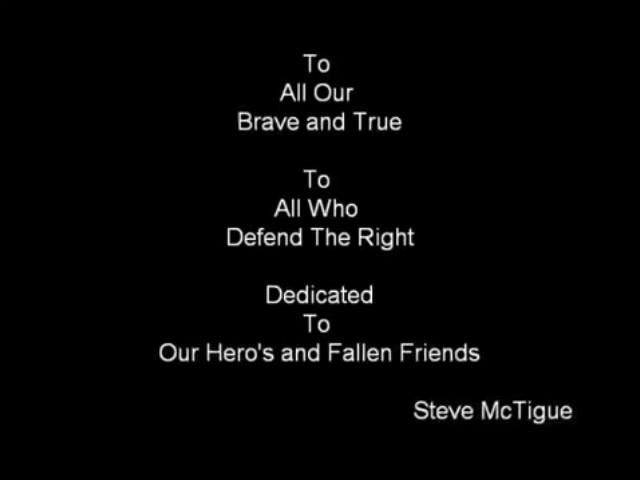 To
All Our
Brave and True
To
All Who
Defend The Right
Dedicated
To
Our Hero's and Fallen Friends
Steve McTigue